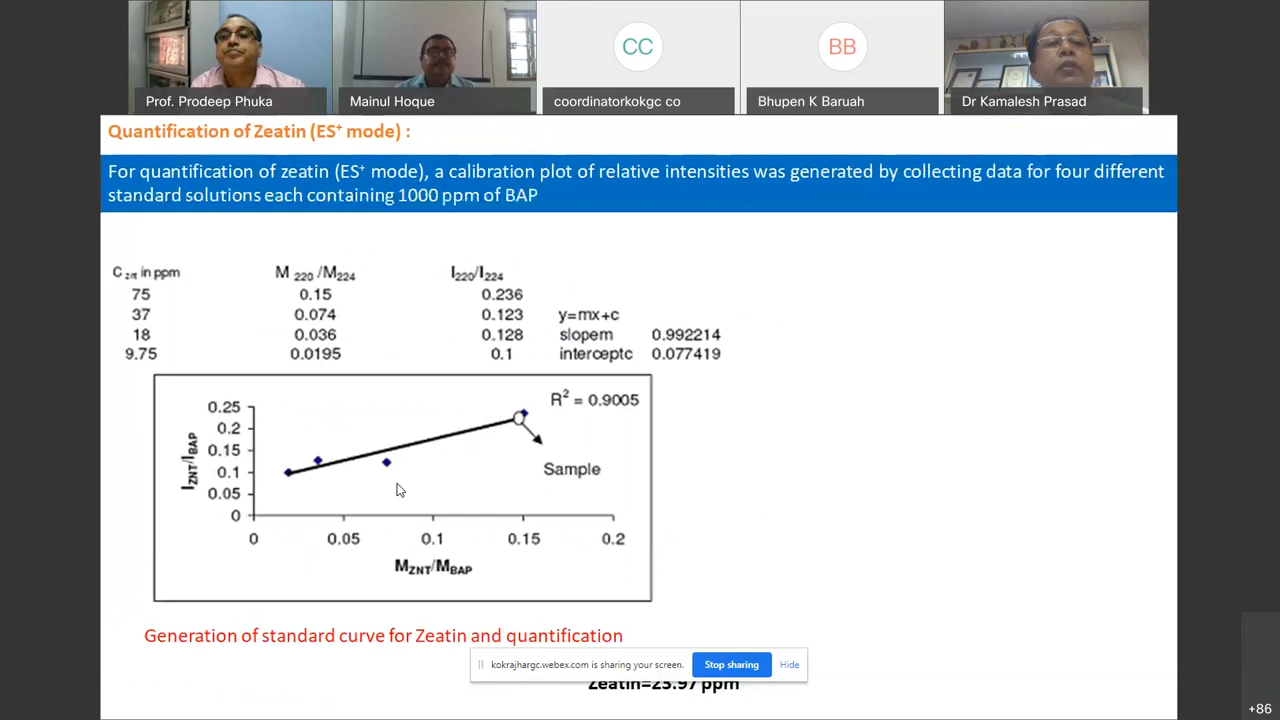 CC
BB
Prof. Prodeep Phuka
Mainul Hoque
coordinatorkokgc co
Bhupen K Baruah
Dr Kamalesh Prasad
Quantification of Zeatin (ES+ mode) :
For quantification of zeatin (ES+ mode), a calibration plot of relative intensities was generated by collecting data for four different
standard solutions each containing 1000 ppm of BAP
C znt in ppm M 220 /M224 I220/I224
75 0.15 0.236
37 0.074 0.123 y=mx+c
18 0.036 0.128 slopem 0.992214
9.75 0.0195 0.1 interceptc 0.077419
R2 = 0.9005
0.25
0.2
0.15
0.1
0.05
0
IZNT/IBAP
Sample
0 0.05 0.1 0.15 0.2
MZNT/MBAP
Generation of standard curve for Zeatin and quantification
kokrajhargc.webex.com is sharing your screen. Stop sharing Hide
Zeatin=23.97 ppm
+86